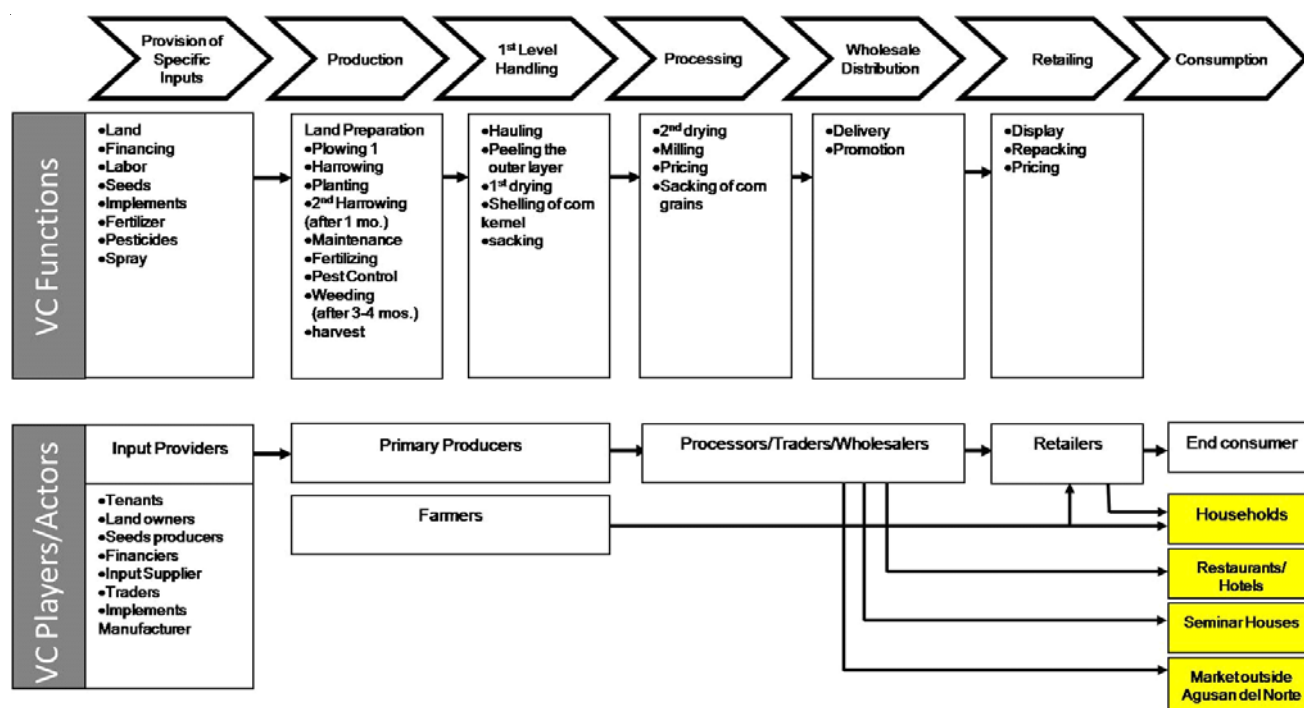 Provision of
Specific
Inputs
Production
1st Level
Handling
Processing
Wholesale
Distribution
Retailing
Consumption
VC Functions
•Land
•Financing
•Labor
•Seeds
•Implements
•Fertilizer
•Pesticides
•Spray
Land Preparation
•Plowing 1
•Harrowing
•Planting
•2nd Harrowing
(after 1 mo.)
•Maintenance
•Fertilizing
•Pest Control
•Weeding
(after 3-4 mos.)
•harvest
•Hauling
•Peeling the
outer layer
•1st drying
•Shelling of corn
kernel
•sacking
•2nd drying
•Milling
•Pricing
•Sacking of corn
grains
•Delivery
•Promotion
•Display
•Repacking
•Pricing
VC Players/Actors
Input Providers
•Tenants
•Land owners
•Seeds producers
•Financiers
•Input Supplier
•Traders
•Implements
Manufacturer
Primary Producers
Farmers
Processors/Traders/Wholesalers
Retailers
End consumer
Households
Restaurants/
Hotels
Seminar Houses
Market outside
Agusan del Norte